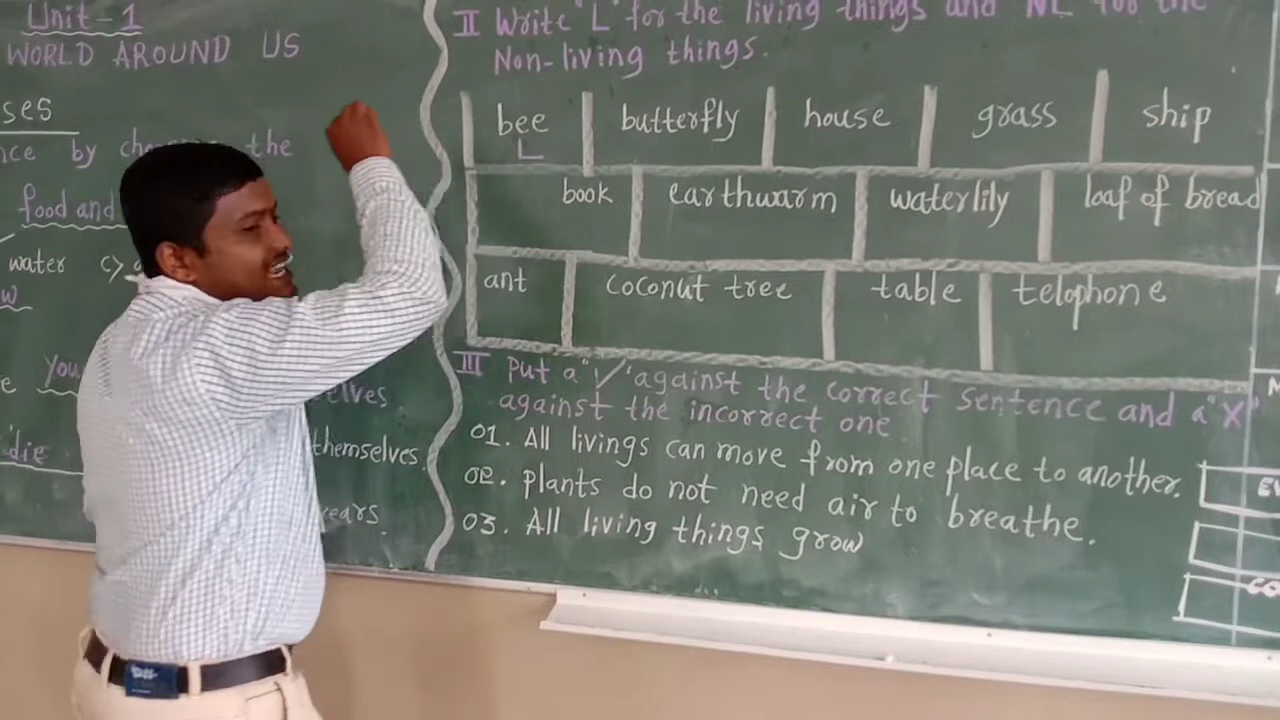 Unit-1
WORLD AROUND US
ses
nce by the
food and
water
You
elves
die themselves.
years
II Write "L" for the living things and NL for the
Non-living things.
bee butterfly house grass ship
L
book earthwarm waterlily loaf of bread
ant coconut tree table telophone
III Put a "✓" against the correct sentence and a "X"
against the incorrect one
01. All livings can move from one place to another.
02. plants do not need air to breathe.
03. All living things grow